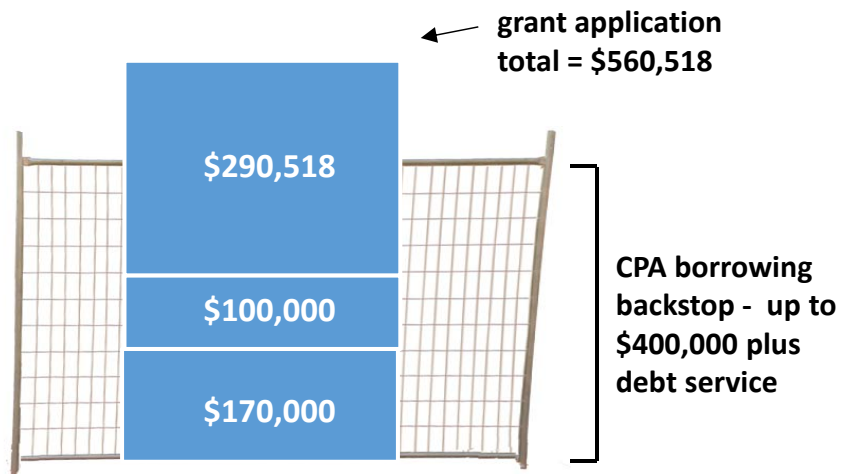 grant application
total = $560,518
$290,518
$100,000
$170,000
CPA borrowing
backstop - up to
$400,000 plus
debt service